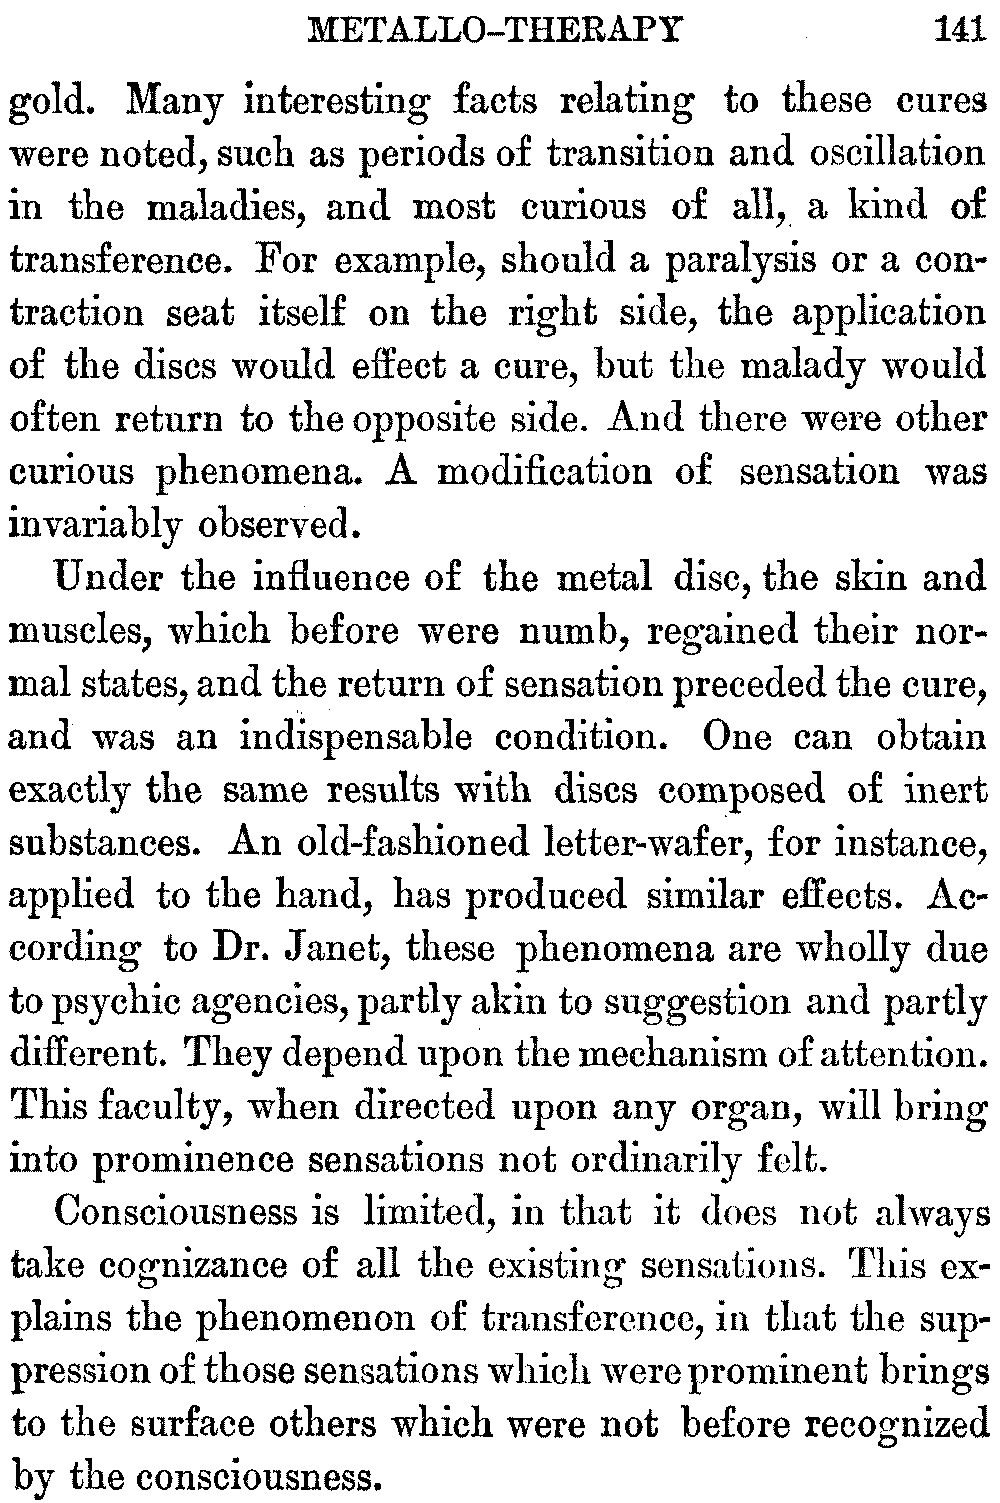 METALLO-THERAPY 141
gold. Many interesting facts relating to these cures
were noted, such as periods of transition and oscillation
in the maladies, and most curious of all, a kind of
transference. For example, should a paralysis or a con-
traction seat itself on the right side, the application
of the discs would effect a cure, but the malady would
often return to the opposite side. And there were other
curious phenomena. A modification of sensation was
invariably observed.
Under the influence of the metal disc, the skin and
muscles, which before were numb, regained their nor-
mal states, and the return of sensation preceded the cure,
and was an indispensable condition. One can obtain
exactly the same results with discs composed of inert
substances. An old-fashioned letter-wafer, for instance,
applied to the hand, has produced similar effects. Ac-
cording to Dr. Janet, these phenomena are wholly due
to psychic agencies, partly akin to suggestion and partly
different. They depend upon the mechanism of attention.
This faculty, when directed upon any organ, will bring
into prominence sensations not ordinarily felt.
Consciousness is limited, in that it does not always
take cognizance of all the existing sensations. This ex-
plains the phenomenon of transference, in that the sup-
pression of those sensations which were prominent brings
to the surface others which were not before recognized
by the consciousness.